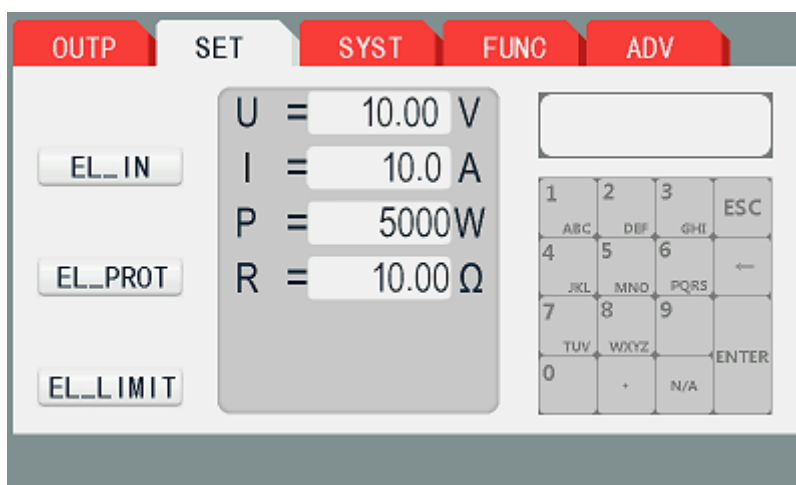 OUTP SET SYST FUNC ADV
EL_IN
EL_PROT
EL_LIMIT
U = 10.00 V
I = 10.0 A
P = 5000W
R = 10.00 Ω
1 2 ABC DEF 3 GHI ESC
4 JKL 5 MNO 6 PQRS ←
7 TUV 8 WXYZ 9 ENTER
0 . N/A